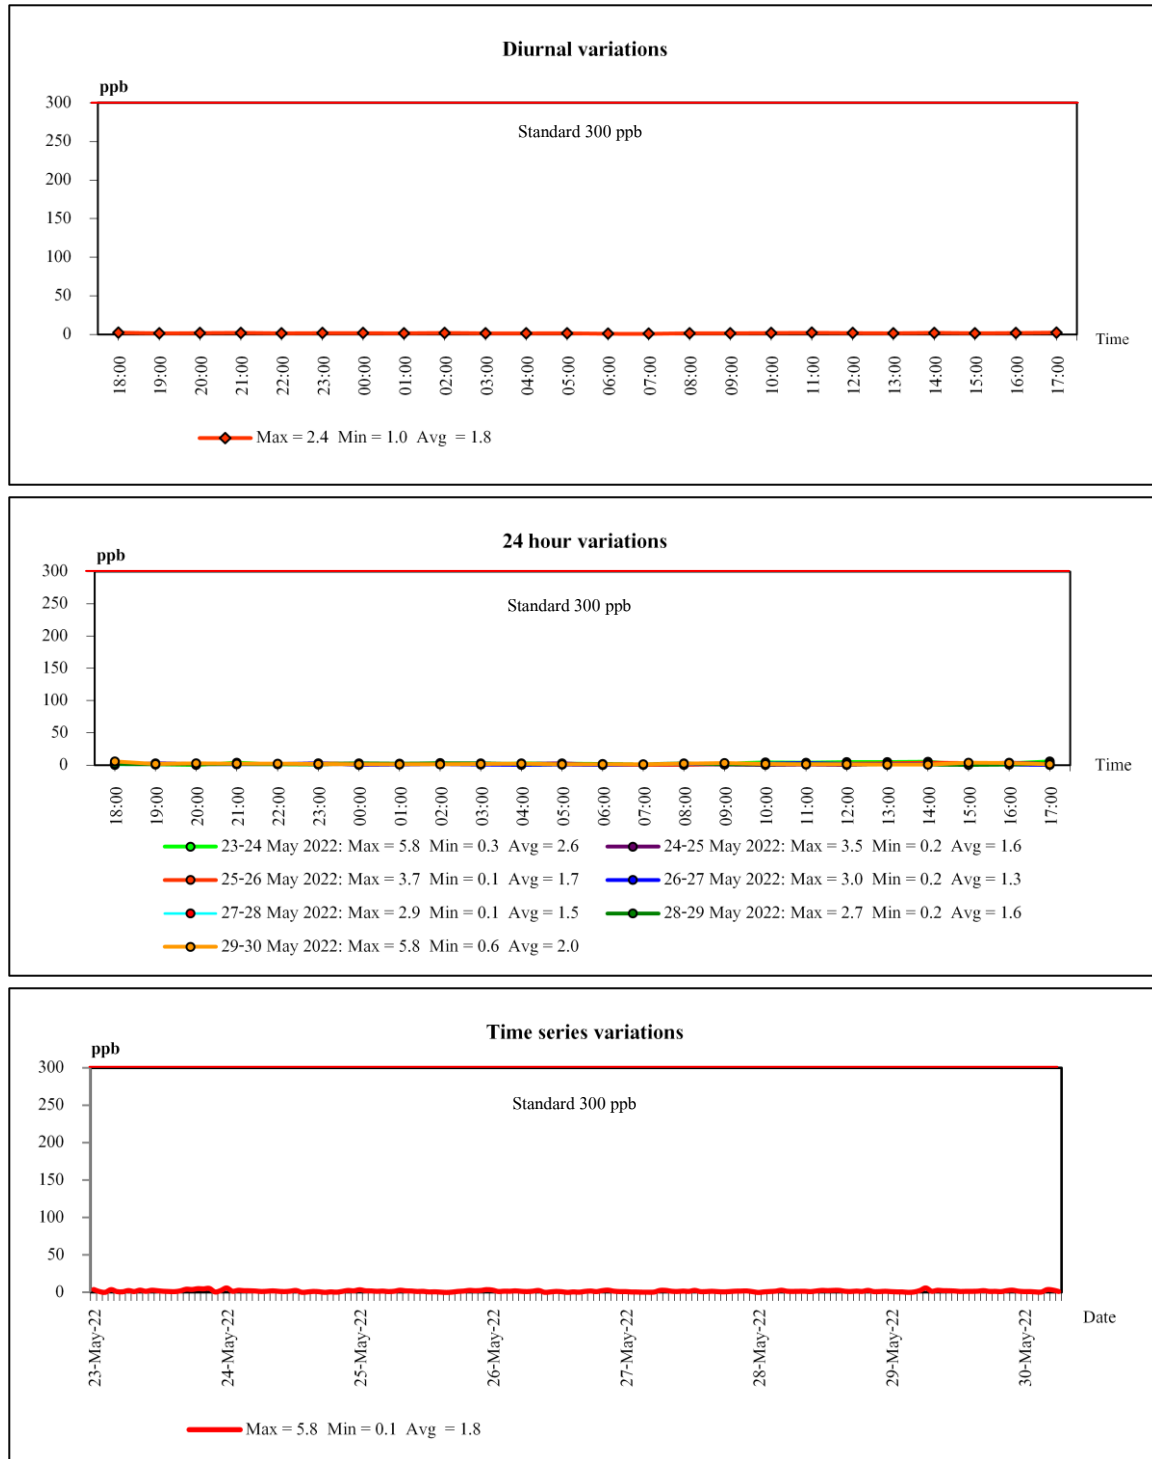 Diurnal variations
ppb
300
Standard 300 ppb
250
200
150
100
50
0
Time
18:00 19:00 20:00 21:00 22:00 23:00 00:00 01:00 02:00 03:00 04:00 05:00 06:00 07:00 08:00 09:00 10:00 11:00 12:00 13:00 14:00 15:00 16:00 17:00
Max = 2.4 Min = 1.0 Avg = 1.8
24 hour variations
ppb
300
Standard 300 ppb
250
200
150
100
50
0
Time
18:00 19:00 20:00 21:00 22:00 23:00 00:00 01:00 02:00 03:00 04:00 05:00 06:00 07:00 08:00 09:00 10:00 11:00 12:00 13:00 14:00 15:00 16:00 17:00
23-24 May 2022: Max = 5.8 Min = 0.3 Avg = 2.6
24-25 May 2022: Max = 3.5 Min = 0.2 Avg = 1.6
25-26 May 2022: Max = 3.7 Min = 0.1 Avg = 1.7
26-27 May 2022: Max = 3.0 Min = 0.2 Avg = 1.3
27-28 May 2022: Max = 2.9 Min = 0.1 Avg = 1.5
28-29 May 2022: Max = 2.7 Min = 0.2 Avg = 1.6
29-30 May 2022: Max = 5.8 Min = 0.6 Avg = 2.0
Time series variations
ppb
300
Standard 300 ppb
250
200
150
100
50
0
Date
23-May-22 24-May-22 25-May-22 26-May-22 27-May-22 28-May-22 29-May-22 30-May-22
Max = 5.8 Min = 0.1 Avg = 1.8